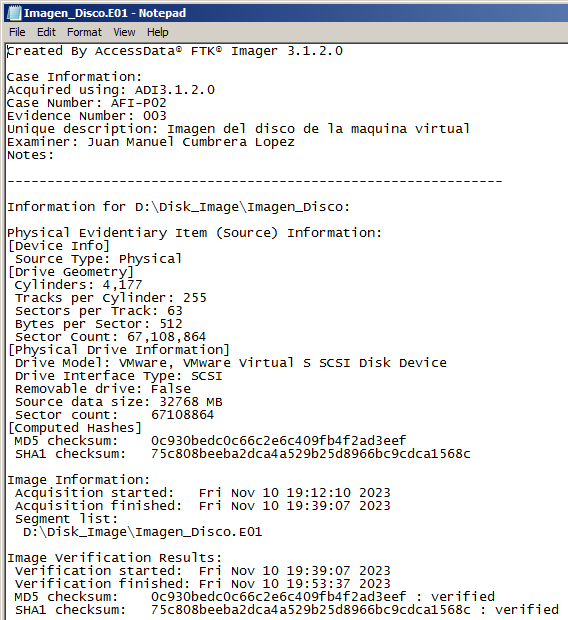 Imagen_Disco.E01 - Notepad
File Edit Format View Help
Created By AccessData® FTK® Imager 3.1.2.0
Case Information:
Acquired using: ADI3.1.2.0
Case Number: AFI-P02
Evidence Number: 003
Unique description: Imagen del disco de la maquina virtual
Examiner: Juan Manuel Cumbrera Lopez
Notes:
--------------------------------------------------------------
Information for D:\Disk_Image\Imagen_Disco:
Physical Evidentiary Item (Source) Information:
[Device Info]
Source Type: Physical
[Drive Geometry]
Cylinders: 4,177
Tracks per Cylinder: 255
Sectors per Track: 63
Bytes per Sector: 512
Sector Count: 67,108,864
[Physical Drive Information]
Drive Model: VMware, VMware Virtual S SCSI Disk Device
Drive Interface Type: SCSI
Removable drive: False
Source data size: 32768 MB
Sector count:    67108864
[Computed Hashes]
MD5 checksum:    0c930bedc0c66c2e6c409fb4f2ad3eef
SHA1 checksum:   75c808beeba2dca4a529b25d8966bc9cdca1568c
Image Information:
Acquisition started:   Fri Nov 10 19:12:10 2023
Acquisition finished:  Fri Nov 10 19:39:07 2023
Segment list:
D:\Disk_Image\Imagen_Disco.E01
Image Verification Results:
Verification started:  Fri Nov 10 19:39:07 2023
Verification finished: Fri Nov 10 19:53:37 2023
MD5 checksum:    0c930bedc0c66c2e6c409fb4f2ad3eef : verified
SHA1 checksum:   75c808beeba2dca4a529b25d8966bc9cdca1568c : verified